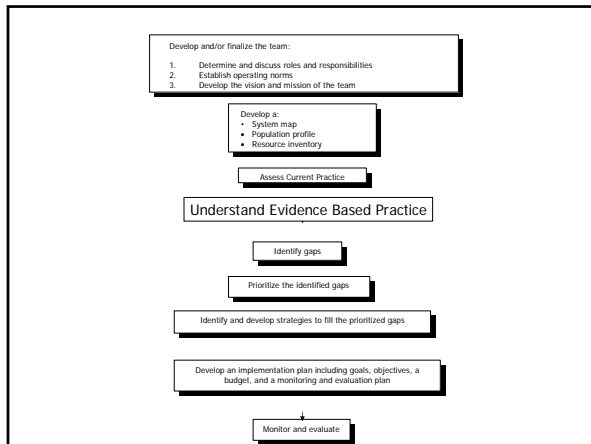 Develop and/or finalize the team:
1. Determine and discuss roles and responsibilities
2. Establish operating norms
3. Develop the vision and mission of the team
Develop a:
• System map
• Population profile
• Resource inventory
Assess Current Practice
Understand Evidence Based Practice
Identify gaps
Prioritize the identified gaps
Identify and develop strategies to fill the prioritized gaps
Develop an implementation plan including goals, objectives, a
budget, and a monitoring and evaluation plan
Monitor and evaluate